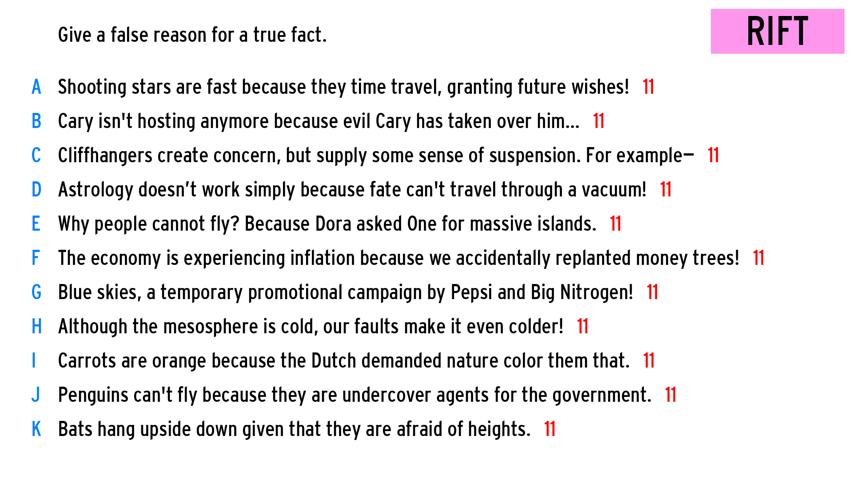 Give a false reason for a true fact.
RIFT
A Shooting stars are fast because they time travel, granting future wishes! 11
B Cary isn't hosting anymore because evil Cary has taken over him... 11
C Cliffhangers create concern, but supply some sense of suspension. For example— 11
D Astrology doesn’t work simply because fate can't travel through a vacuum! 11
E Why people cannot fly? Because Dora asked One for massive islands. 11
F The economy is experiencing inflation because we accidentally replanted money trees! 11
G Blue skies, a temporary promotional campaign by Pepsi and Big Nitrogen! 11
H Although the mesosphere is cold, our faults make it even colder! 11
I Carrots are orange because the Dutch demanded nature color them that. 11
J Penguins can't fly because they are undercover agents for the government. 11
K Bats hang upside down given that they are afraid of heights. 11